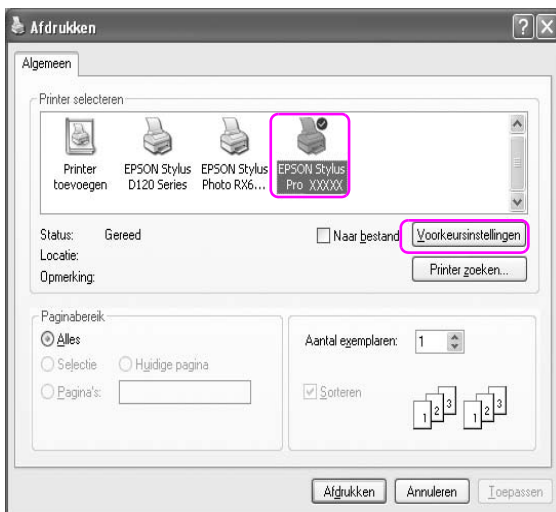 Afdrukken
Algemeen
Printer selecteren
Printer toevoegen
EPSON Stylus D120 Series
EPSON Stylus Photo RX6...
EPSON Stylus Pro XXXXX
Status: Gereed
Naar bestand
Voorkeursinstellingen
Locatie:
Opmerking:
Printer zoeken...
Paginabereik
Alles
Selectie Huidige pagina
Pagina's:
Aantal exemplaren: 1
Sorteren
1 2 3 1 2 3
Afdrukken Annuleren Toepassen